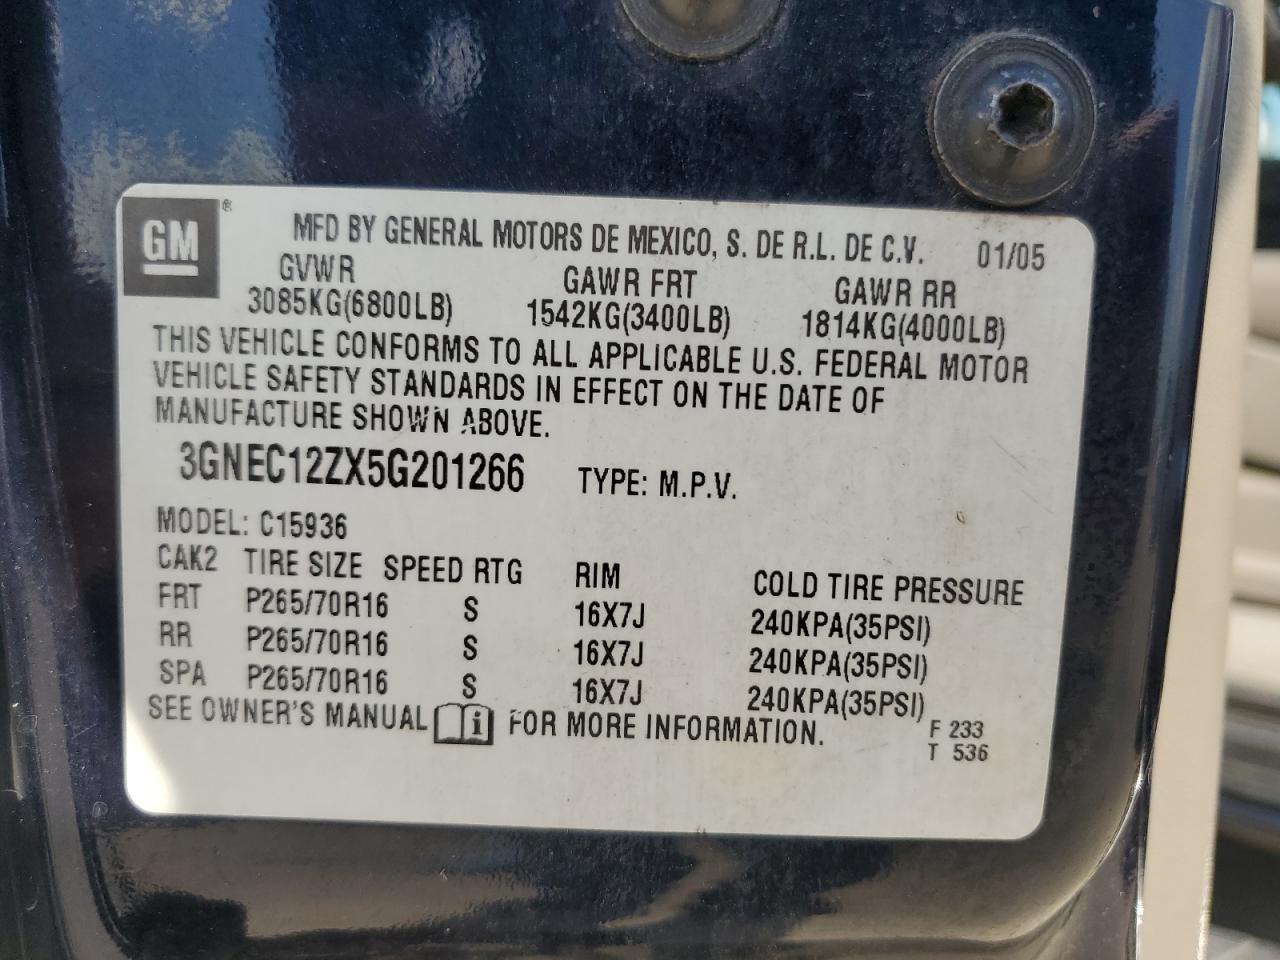 GM ®
MFD BY GENERAL MOTORS DE MEXICO, S. DE R.L. DE C.V. 01/05
GVWR GAWR FRT GAWR RR
3085KG(6800LB) 1542KG(3400LB) 1814KG(4000LB)
THIS VEHICLE CONFORMS TO ALL APPLICABLE U.S. FEDERAL MOTOR
VEHICLE SAFETY STANDARDS IN EFFECT ON THE DATE OF
MANUFACTURE SHOWN ABOVE.
3GNEC12ZX5G201266 TYPE: M.P.V.
MODEL: C15936
CAK2 TIRE SIZE SPEED RTG RIM COLD TIRE PRESSURE
FRT P265/70R16 S 16X7J 240KPA(35PSI)
RR P265/70R16 S 16X7J 240KPA(35PSI)
SPA P265/70R16 S 16X7J 240KPA(35PSI)
SEE OWNER'S MANUAL i FOR MORE INFORMATION. F 233
T 536